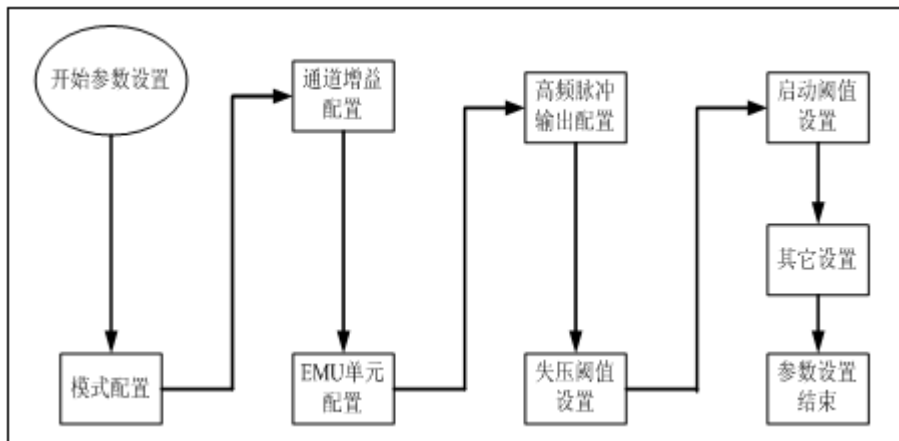 开始参数设置
模式配置
通道增益
配置
EMU单元
配置
高频脉冲
输出配置
失压阈值
设置
启动阈值
设置
其它设置
参数设置
结束